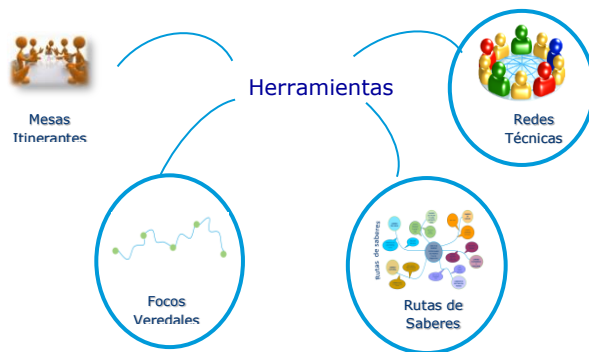 Herramientas
Mesas
Itinerantes
Redes
Técnicas
Focos
Veredales
Rutas de saberes
Rutas de
Saberes